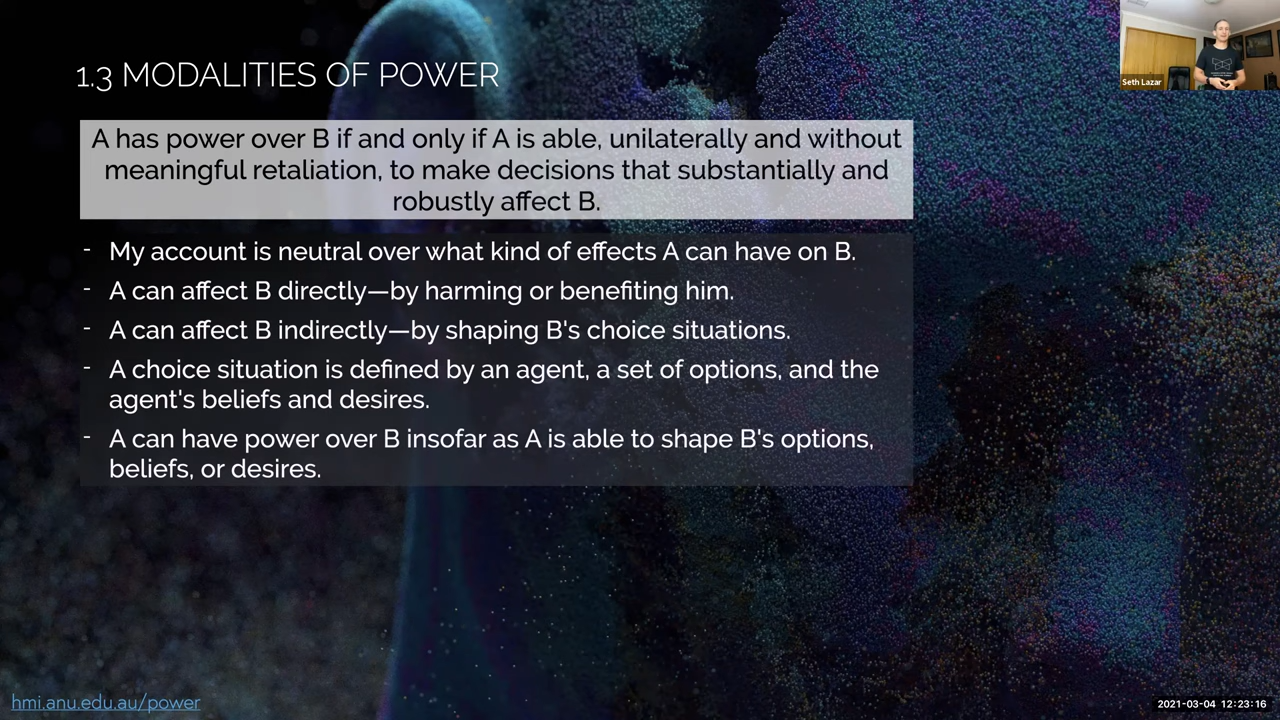 1.3 MODALITIES OF POWER
Seth Lazar
A has power over B if and only if A is able, unilaterally and without
meaningful retaliation, to make decisions that substantially and
robustly affect B.
- My account is neutral over what kind of effects A can have on B.
- A can affect B directly—by harming or benefiting him.
- A can affect B indirectly—by shaping B's choice situations.
- A choice situation is defined by an agent, a set of options, and the
agent's beliefs and desires.
- A can have power over B insofar as A is able to shape B's options,
beliefs, or desires.
hmi.anu.edu.au/power
2021-03-04 12:23:16